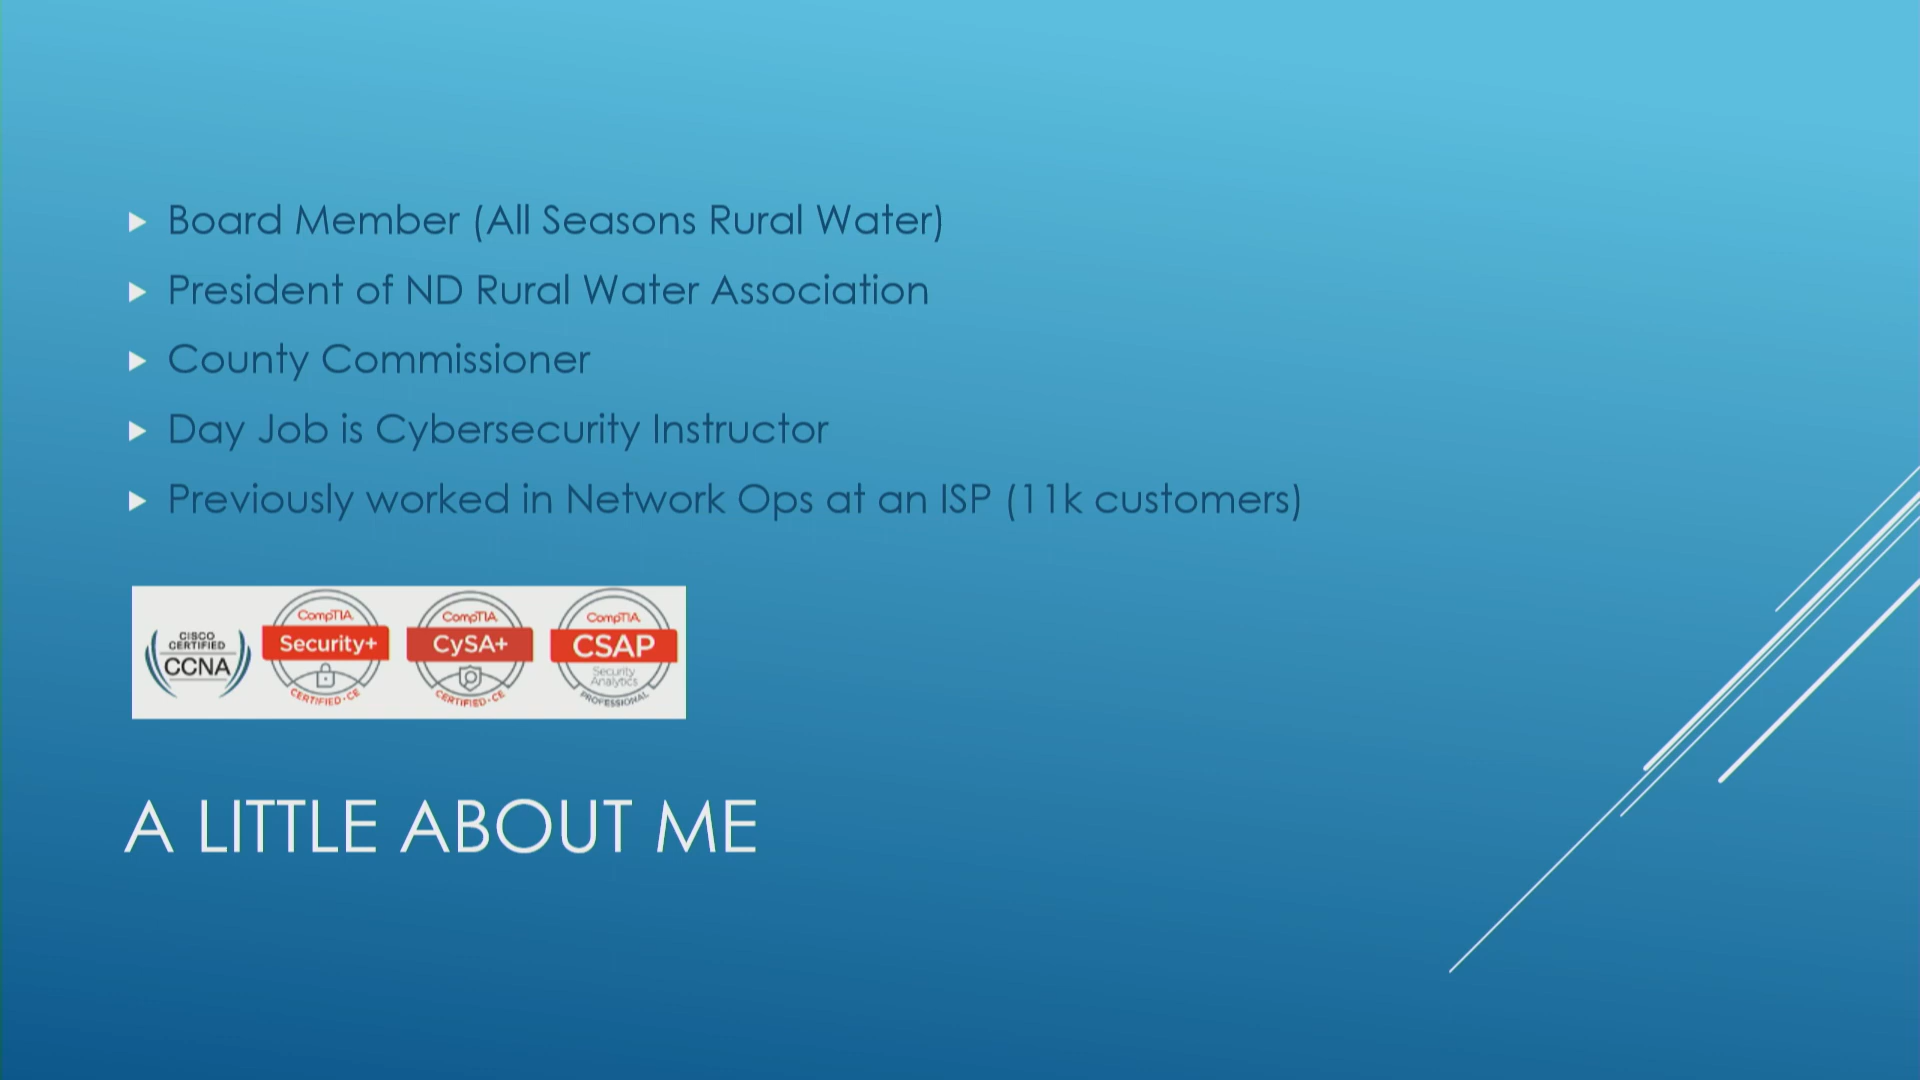 Board Member (All Seasons Rural Water)
President of ND Rural Water Association
County Commissioner
Day Job is Cybersecurity Instructor
Previously worked in Network Ops at an ISP (11k customers)
CISCO
CERTIFIED
CCNA
CompTIA
Security+
CERTIFIED-CE
CompTIA
CySA+
CERTIFIED-CE
CompTIA
CSAP
Security
Analytics
PROFESSIONAL
A LITTLE ABOUT ME